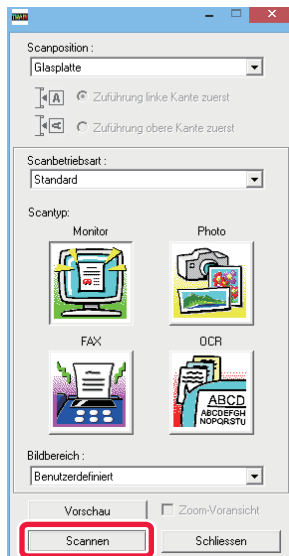 TWAIN
Scanposition :
Glasplatte
A Zuführung linke Kante zuerst
A Zuführung obere Kante zuerst
Scanbetriebsart :
Standard
Scantyp:
Monitor Photo
FAX OCR
ABCD
ABCDEFGH
NOPQRSTU
Bildbereich :
Benutzerdefiniert
Vorschau Zoom-Voransicht
Scannen Schliessen